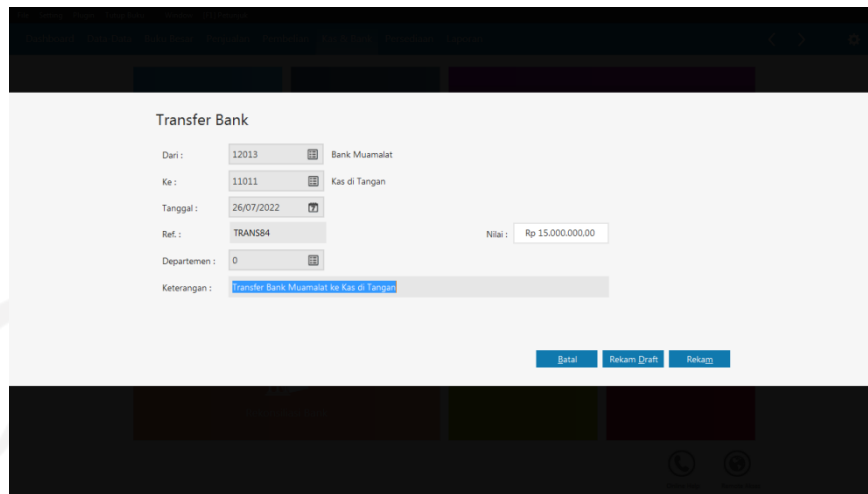 Transfer Bank
Dari : 12013 Bank Muamalat
Ke : 11011 Kas di Tangan
Tanggal : 26/07/2022
Ref. : TRANS84 Nilai : Rp 15.000.000,00
Departemen : 0
Keterangan : Transfer Bank Muamalat ke Kas di Tangan
Batal Rekam Draft Rekam